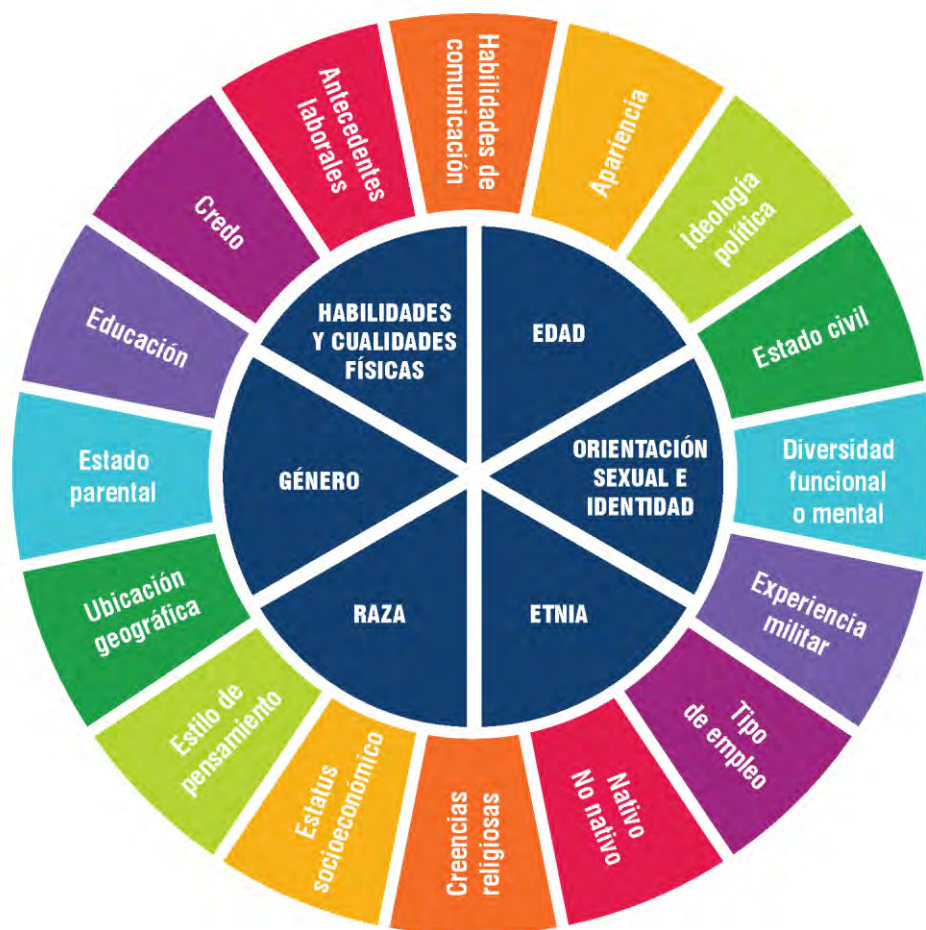 Habilidades de
comunicación
Apariencia
Ideología
política
Estado civil
Diversidad
funcional
o mental
Experiencia
militar
Tipo
de empleo
Nativo
No nativo
Creencias
religiosas
Estatus
socioeconómico
Estilo de
pensamiento
Ubicación
geográfica
Estado
parental
Educación
Credo
Antecedentes
laborales
HABILIDADES
Y CUALIDADES
FÍSICAS
EDAD
ORIENTACIÓN
SEXUAL E
IDENTIDAD
ETNIA
RAZA
GÉNERO